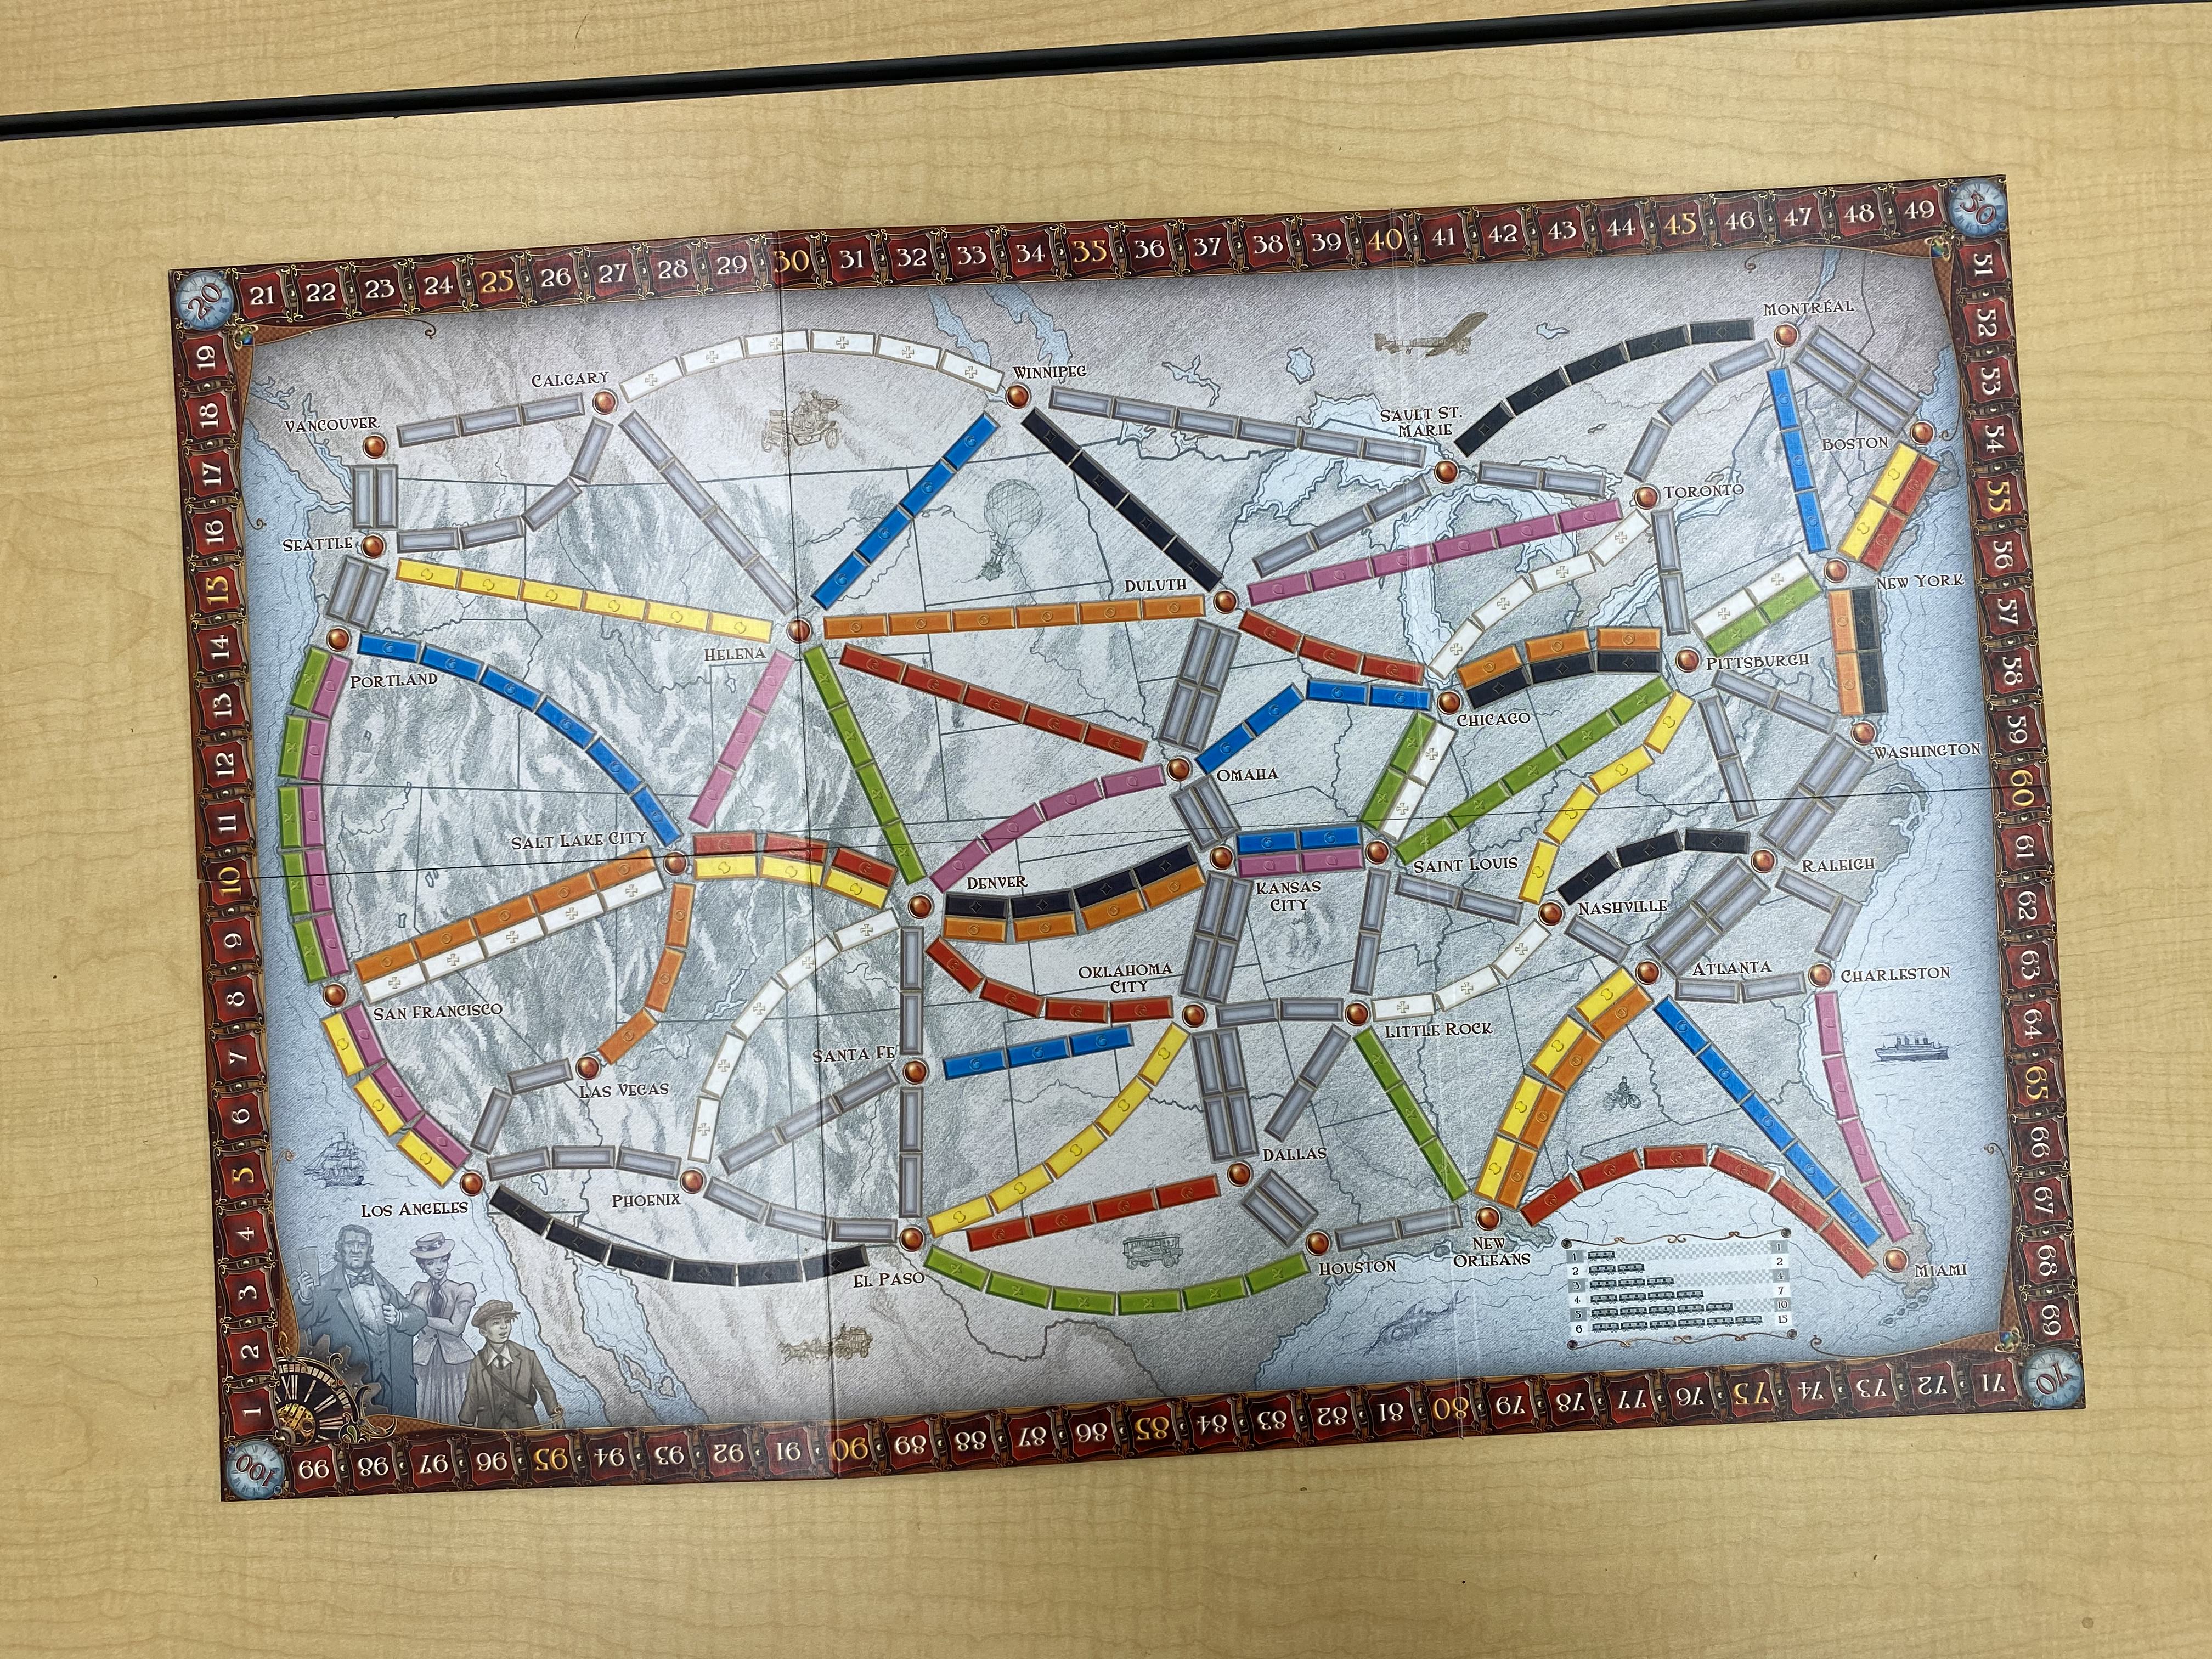 20 21 22 23 24 25 26 27 28 29 30 31 32 33 34 35 36 37 38 39 40 41 42 43 44 45 46 47 48 49 50
51
52
53
54
55
56
57
58
59
60
61
62
63
64
65
66
67
68
69
70
71 72 73 74 75 76 77 78 79 80 81 82 83 84 85 86 87 88 89 90 91 92 93 94 95 96 97 98 99 100
1
2
3
4
5
6
7
8
9
10
11
12
13
14
15
16
17
18
19
MONTRÉAL
CALGARY
WINNIPEG
VANCOUVER
SAULT ST.
MARIE
BOSTON
TORONTO
SEATTLE
DULUTH
NEW YORK
HELENA
PORTLAND
PITTSBURGH
CHICAGO
WASHINGTON
OMAHA
SALT LAKE CITY
SAINT LOUIS
RALEIGH
DENVER
KANSAS
CITY
NASHVILLE
OKLAHOMA
CITY
ATLANTA
CHARLESTON
SAN FRANCISCO
LITTLE ROCK
SANTA FE
LAS VEGAS
DALLAS
PHOENIX
LOS ANGELES
EL PASO
HOUSTON
NEW
ORLEANS
MIAMI
1 1
2 2
3 4
4 7
5 10
6 15
XII